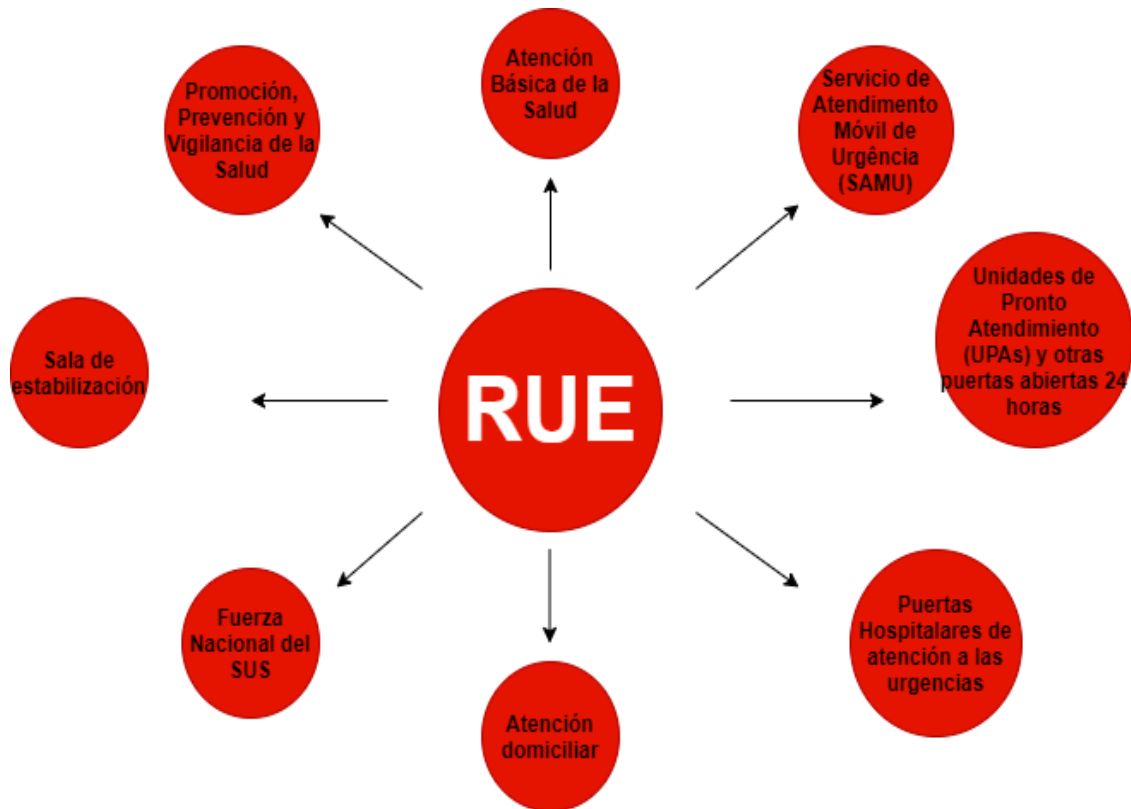 Atención
Básica de la
Salud
Promoción,
Prevención y
Vigilancia de la
Salud
Servicio de
Atendimento
Móvil de
Urgência
(SAMU)
Unidades de
Pronto
Atendimiento
(UPAs) y otras
puertas abiertas 24
horas
Sala de
estabilización
RUE
Puertas
Hospitalares de
atención a las
urgencias
Fuerza
Nacional del
SUS
Atención
domiciliar